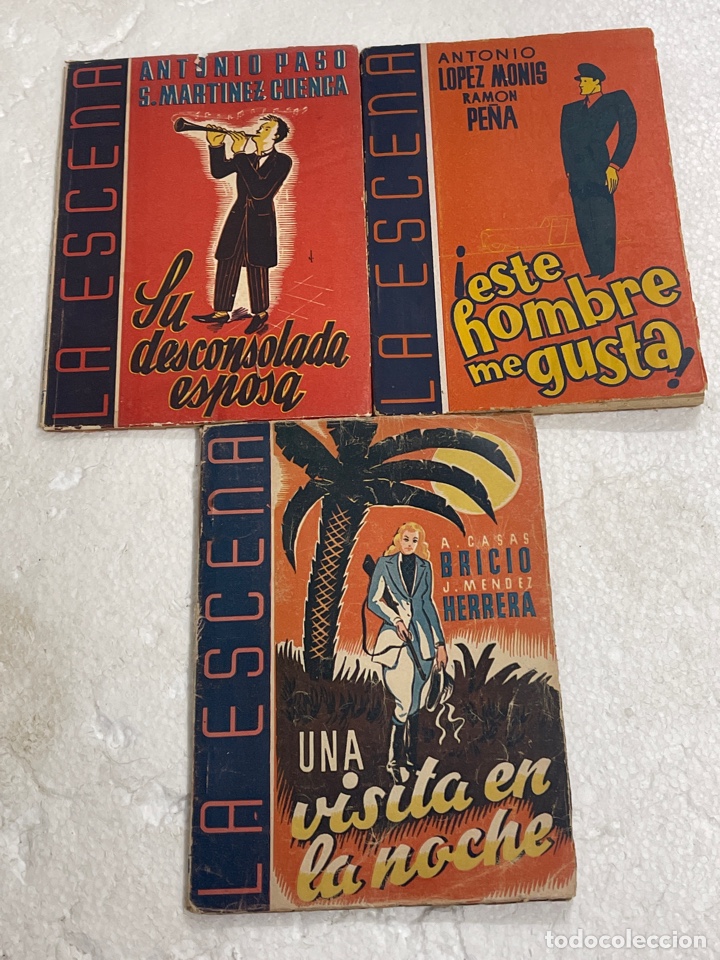 LA ESCENA
ANTONIO PASO
S. MARTINEZ CUENCA
Su
desconsolada
esposa
LA ESCENA
ANTONIO
LOPEZ MONIS
RAMON
PEÑA
¡este
hombre
me gusta!
LA ESCENA
A. CASAS
BRICIO
J. MENDEZ
HERRERA
UNA
visita en
la noche
todocoleccion